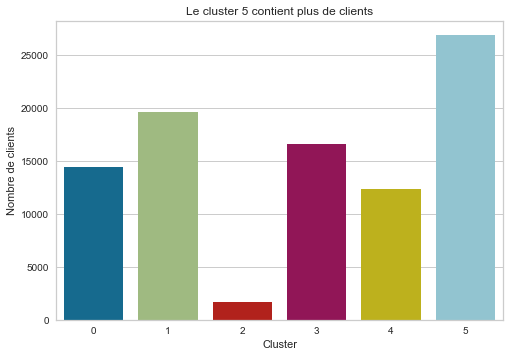 Le cluster 5 contient plus de clients
Nombre de clients
25000
20000
15000
10000
5000
0
0 1 2 3 4 5
Cluster